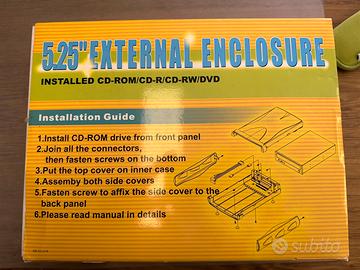 5.25" EXTERNAL ENCLOSURE
INSTALLED CD-ROM/CD-R/CD-RW/DVD
Installation Guide
1.Install CD-ROM drive from front panel
2.Join all the connectors,
then fasten screws on the bottom
3.Put the top cover on inner case
4.Assemby both side covers
5.Fasten screw to affix the side cover to the
back panel
6.Please read manual in details
subito